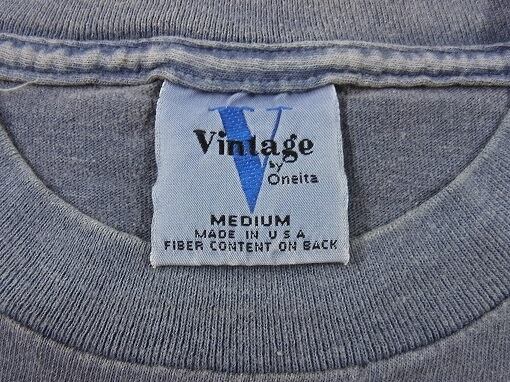 V
Vintage
by
Oneita
MEDIUM
MADE IN U S A
FIBER CONTENT ON BACK